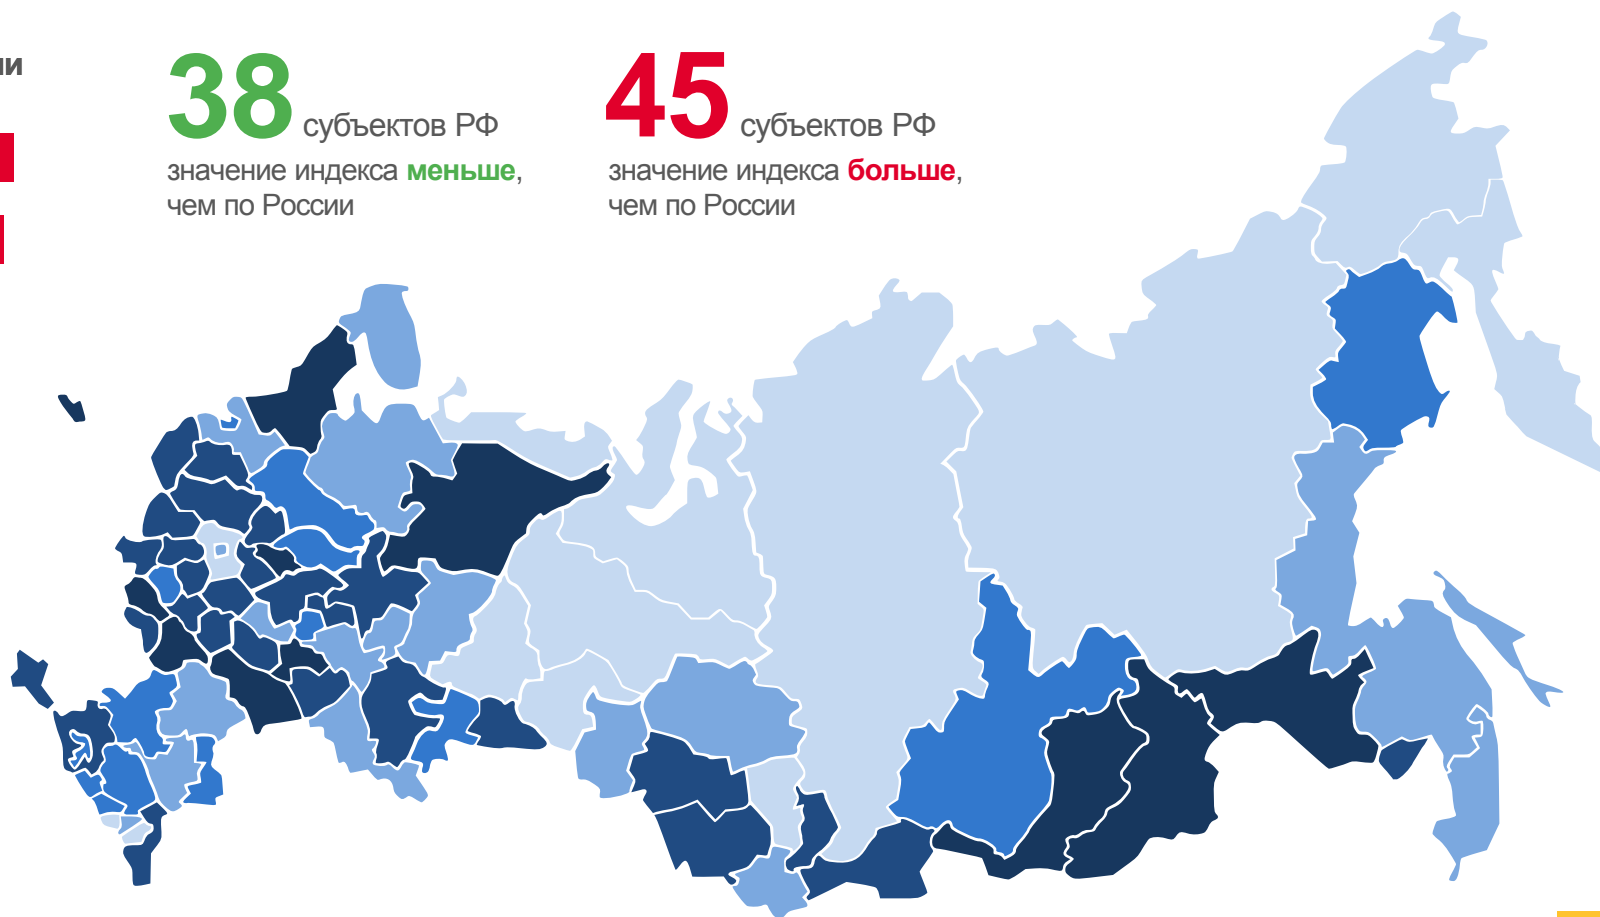 38 субъектов РФ
значение индекса меньше,
чем по России
45 субъектов РФ
значение индекса больше,
чем по России